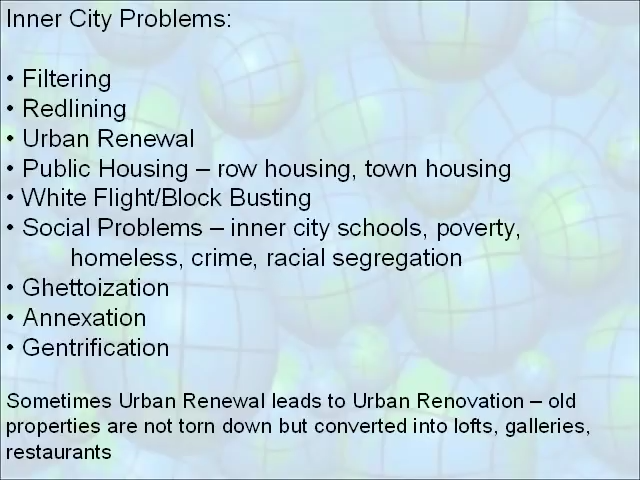 Inner City Problems:
• Filtering
• Redlining
• Urban Renewal
• Public Housing – row housing, town housing
• White Flight/Block Busting
• Social Problems – inner city schools, poverty,
homeless, crime, racial segregation
• Ghettoization
• Annexation
• Gentrification
Sometimes Urban Renewal leads to Urban Renovation – old
properties are not torn down but converted into lofts, galleries,
restaurants